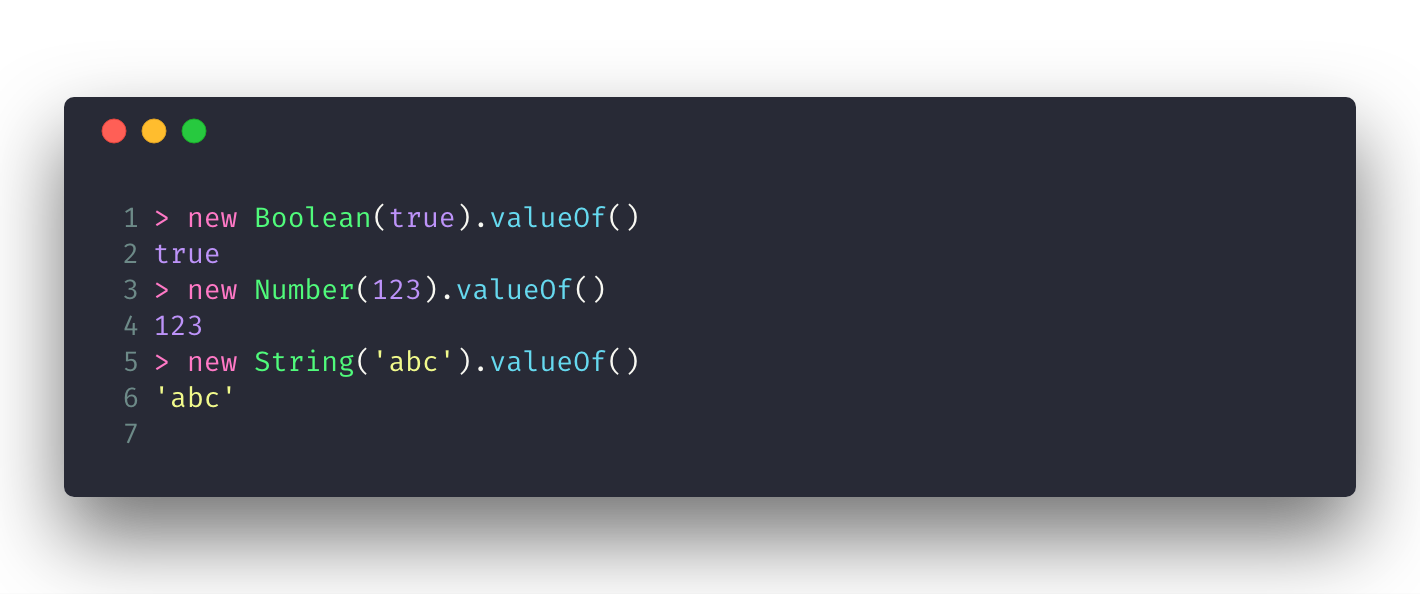 1 > new Boolean(true).valueOf()
2 true
3 > new Number(123).valueOf()
4 123
5 > new String('abc').valueOf()
6 'abc'
7